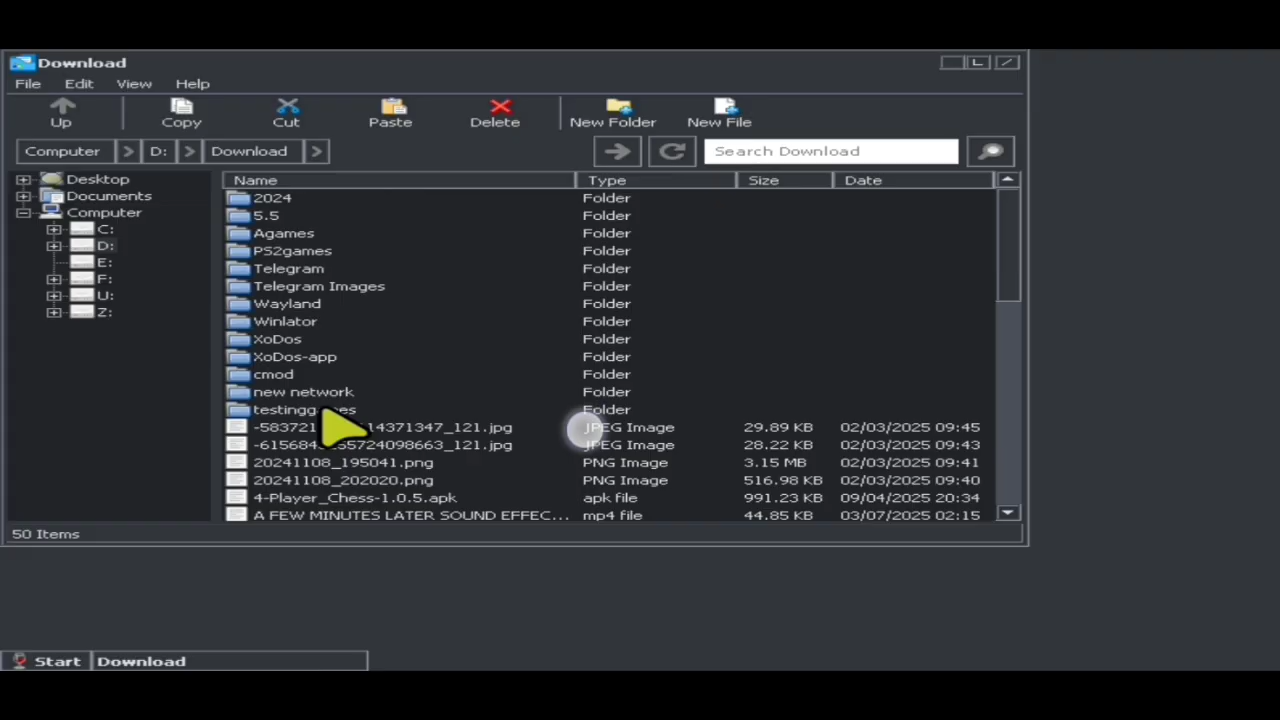 Download
File Edit View Help
Up Copy Cut Paste Delete New Folder New File
Computer > D: > Download > Search Download
Desktop
Documents
Computer
C:
D:
E:
F:
U:
Z:
Name Type Size Date
2024 Folder
5.5 Folder
Agames Folder
PS2games Folder
Telegram Folder
Telegram Images Folder
Wayland Folder
Winlator Folder
XoDos Folder
XoDos-app Folder
cmod Folder
new network Folder
Folder
JPEG Image 29.89 KB 02/03/2025 09:45
JPEG Image 28.22 KB 02/03/2025 09:43
20241108_195041.png PNG Image 3.15 MB 02/03/2025 09:41
20241108_202020.png PNG Image 516.98 KB 02/03/2025 09:40
4-Player_Chess-1.0.5.apk apk file 991.23 KB 09/04/2025 20:34
A FEW MINUTES LATER SOUND EFFEC... mp4 file 44.85 KB 03/07/2025 02:15
50 Items
Start Download